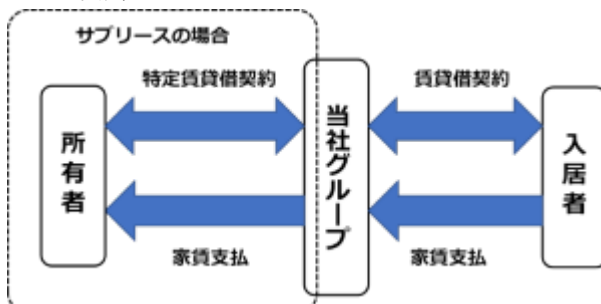 サブリースの場合
特定賃貸借契約
賃貸借契約
所有者
当社グループ
入居者
家賃支払
家賃支払